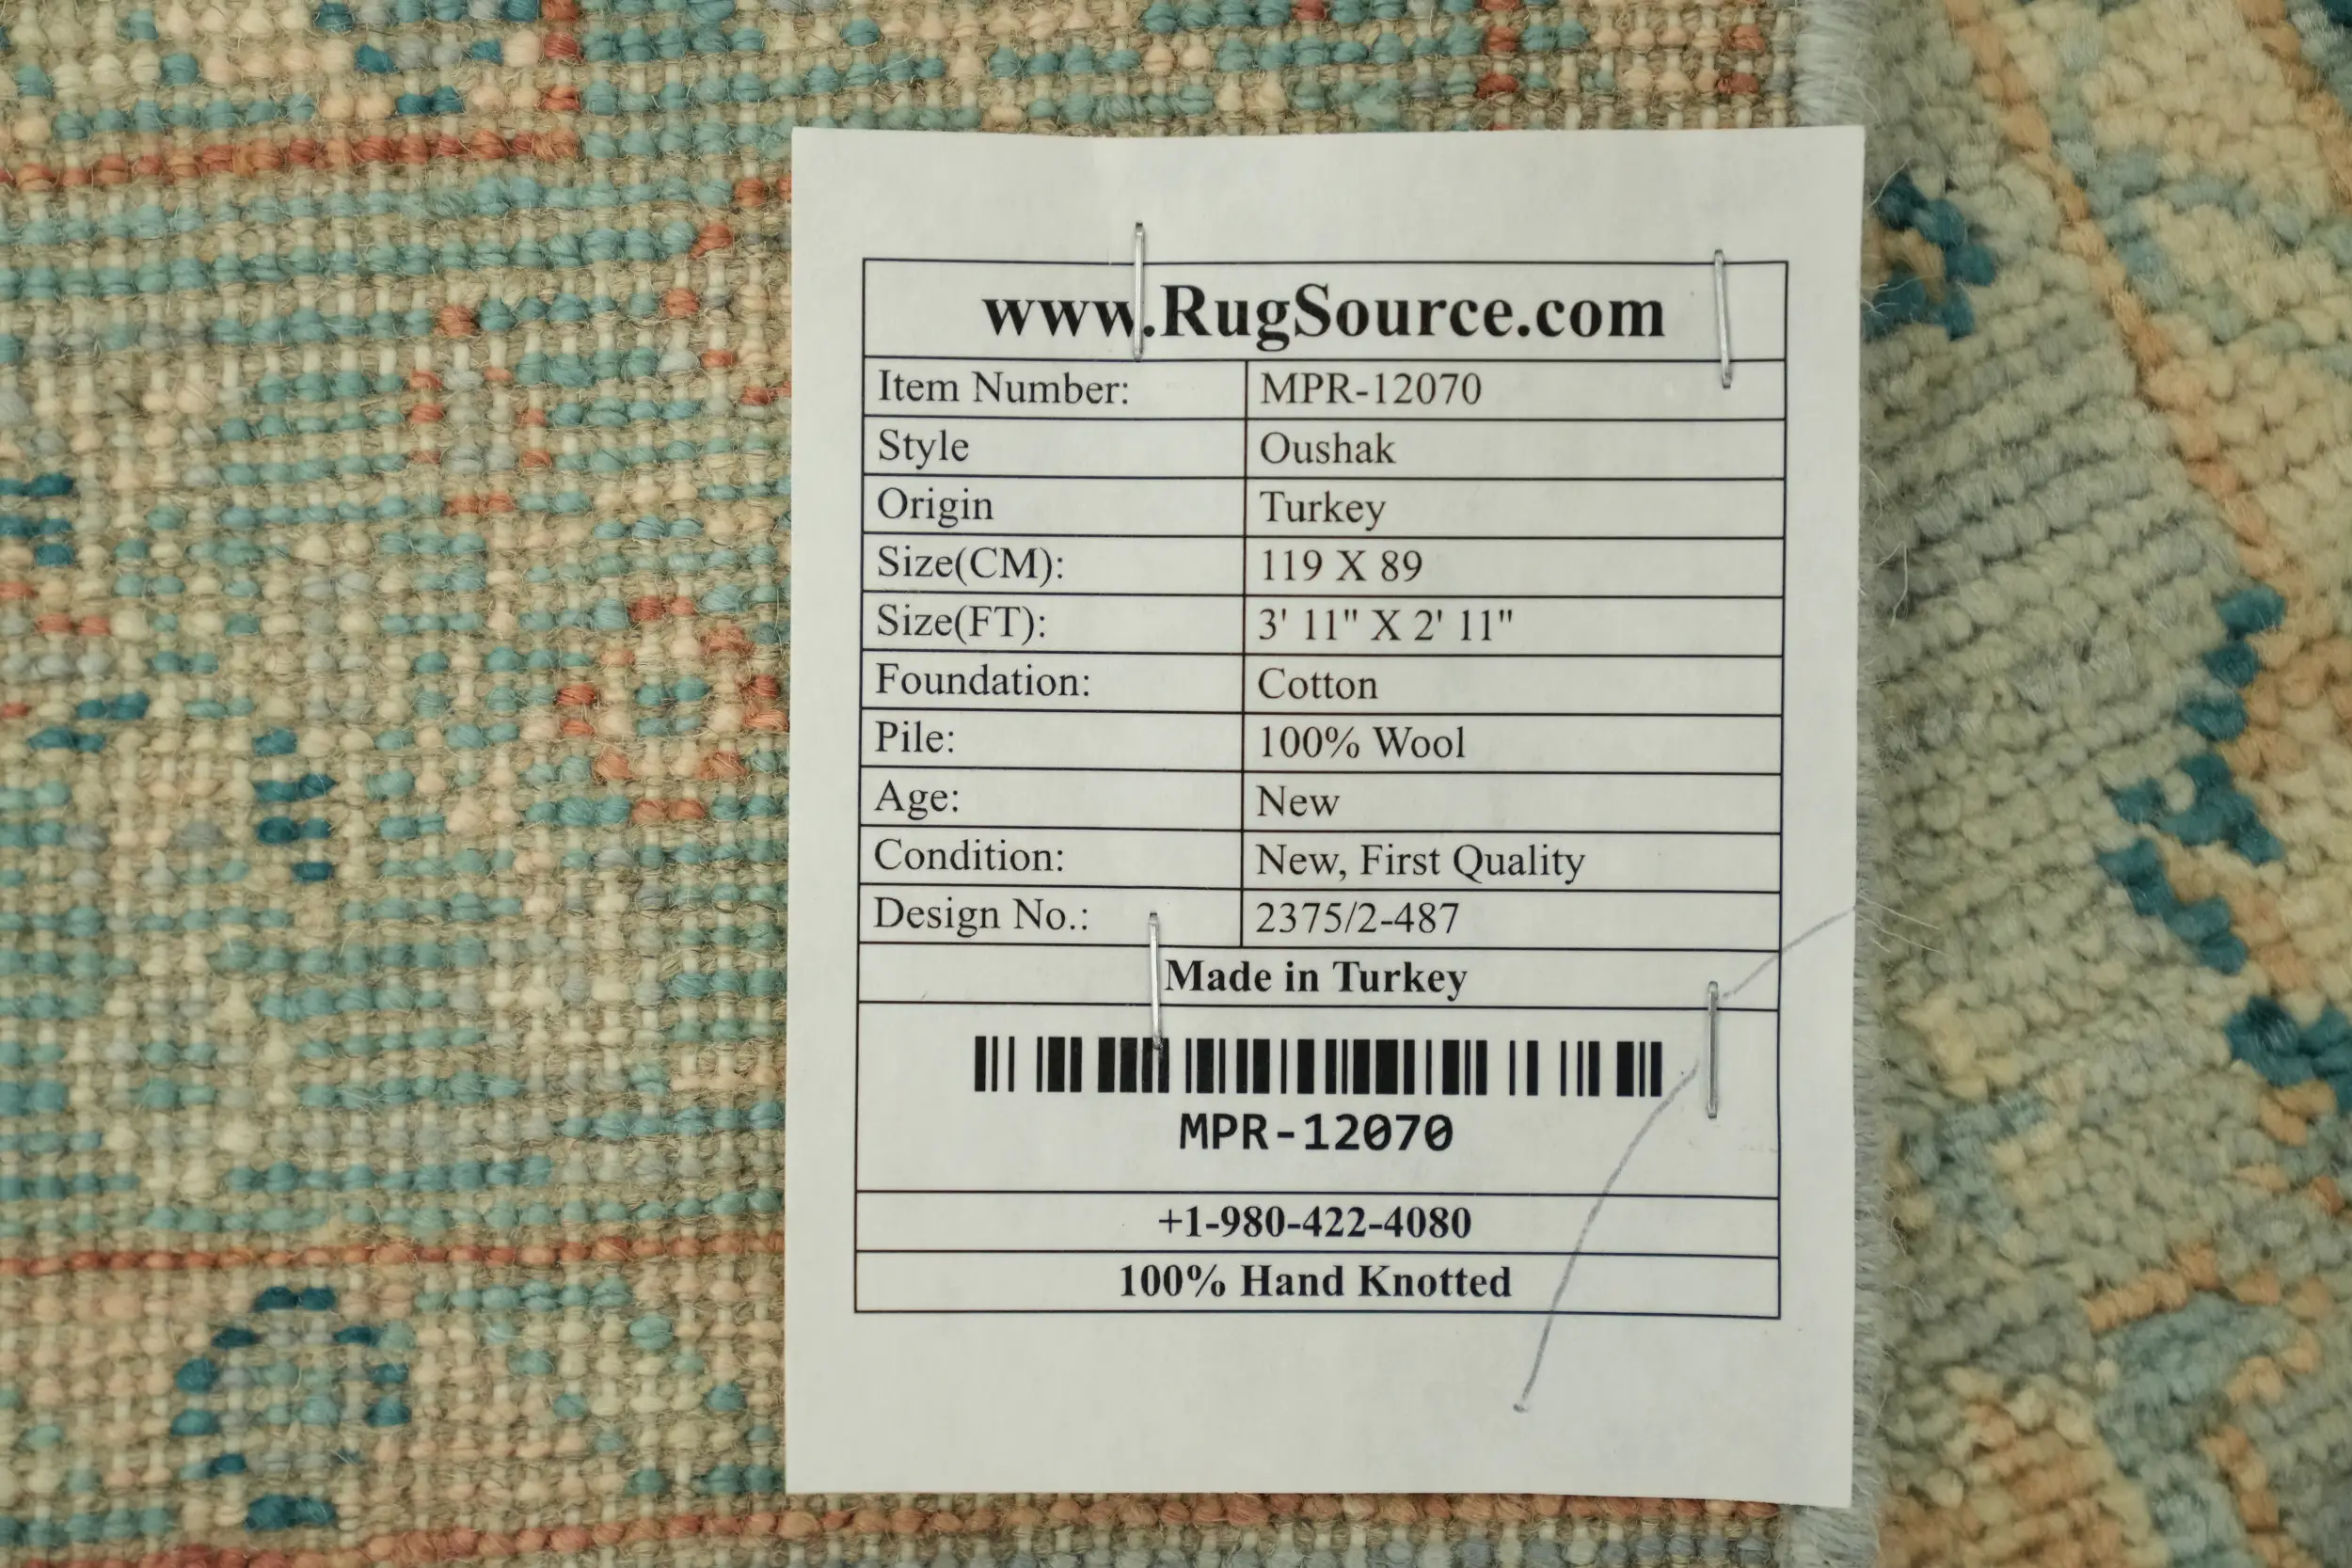 www.RugSource.com
Item Number: MPR-12070
Style Oushak
Origin Turkey
Size(CM): 119 X 89
Size(FT): 3' 11" X 2' 11"
Foundation: Cotton
Pile: 100% Wool
Age: New
Condition: New, First Quality
Design No.: 2375/2-487
Made in Turkey
MPR-12070
+1-980-422-4080
100% Hand Knotted